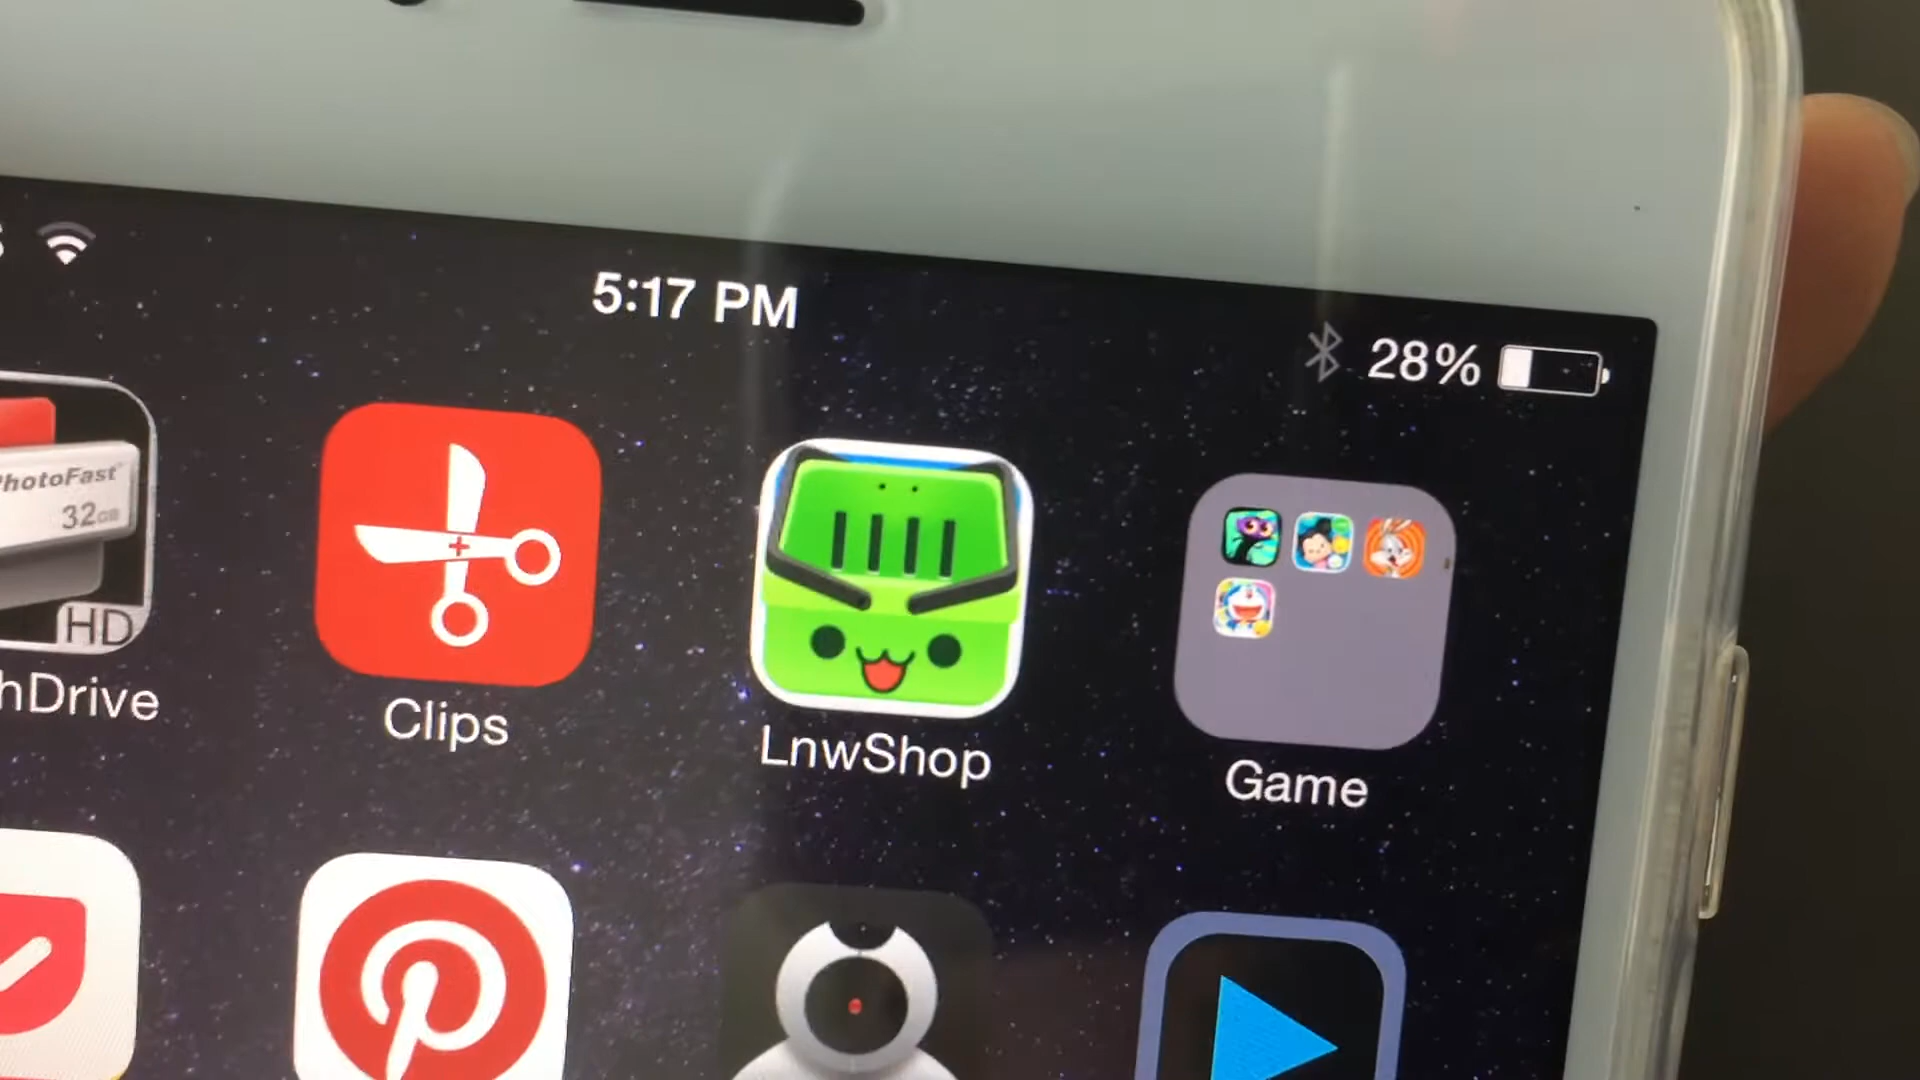 5:17 PM
28%
PhotoFast
32GB
HD
hDrive
Clips
LnwShop
Game